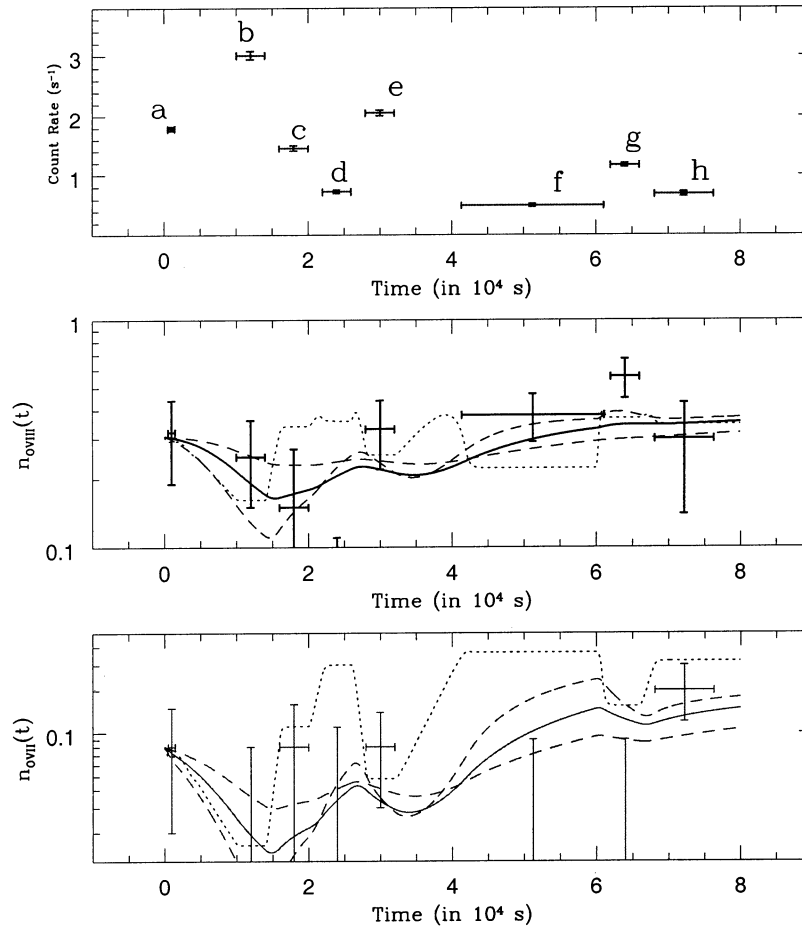 Count Rate (s⁻¹)
3
2
1
a
b
c
d
e
f
g
h
0 2 4 6 8
Time (in 10⁴ s)
n_OVIII(t)
1
0.1
0 2 4 6 8
Time (in 10⁴ s)
n_OVII(t)
0.1
0 2 4 6 8
Time (in 10⁴ s)